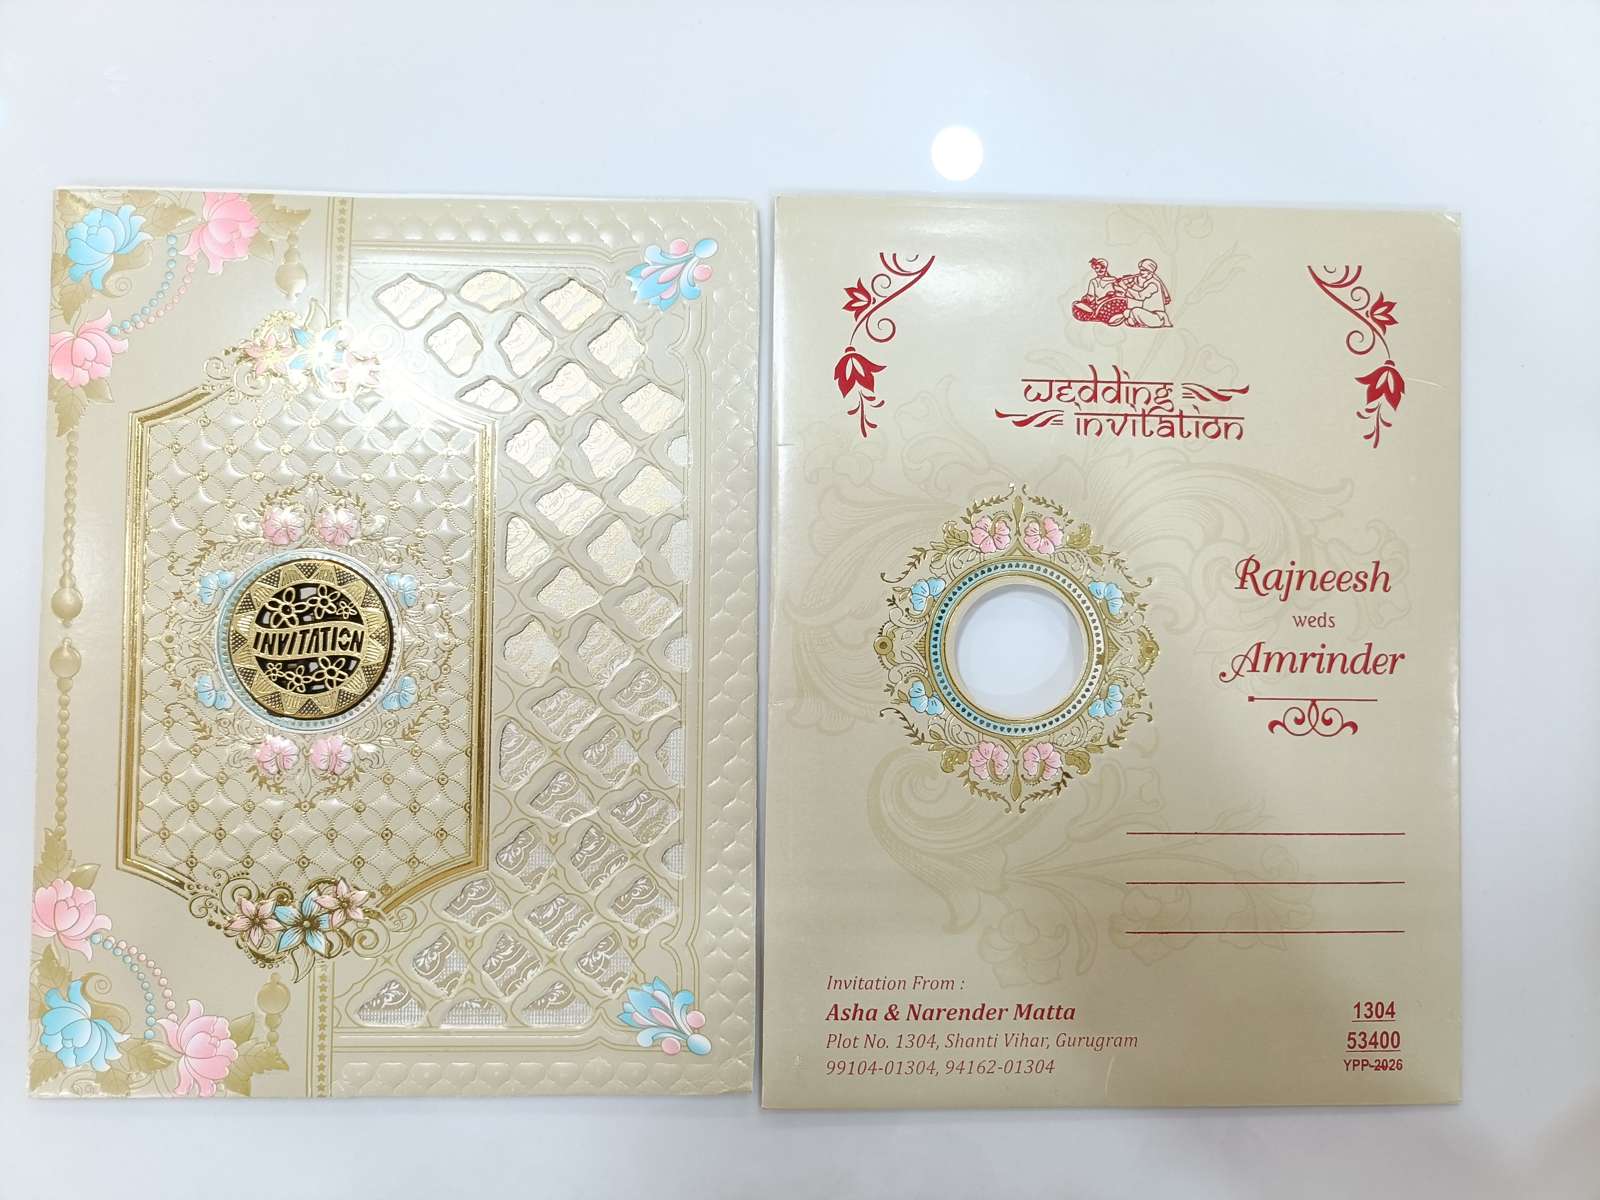 INVITATION
wedding
invitation
Rajneesh
weds
Amrinder
Invitation From :
Asha & Narender Matta
Plot No. 1304, Shanti Vihar, Gurugram
99104-01304, 94162-01304
1304
53400
YPP-2026